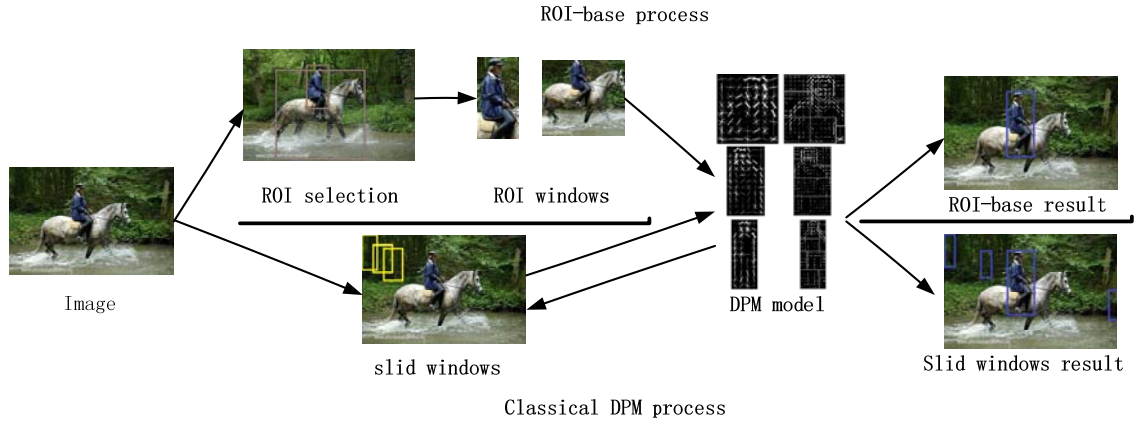 ROI-base process
ROI selection
ROI windows
Image
slid windows
DPM model
ROI-base result
Slid windows result
Classical DPM process